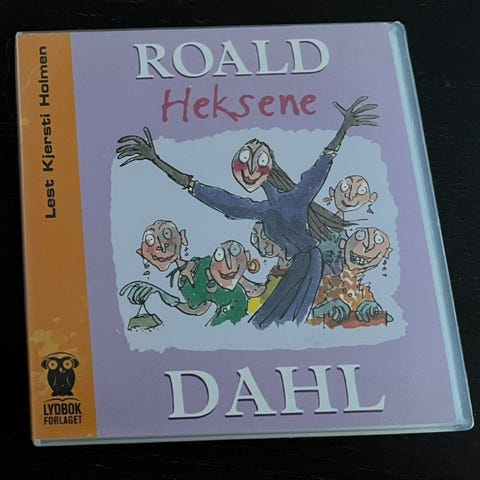 ROALD
Heksene
DAHL
Lest Kjersti Holmen
LYDBOK
FORLAGET